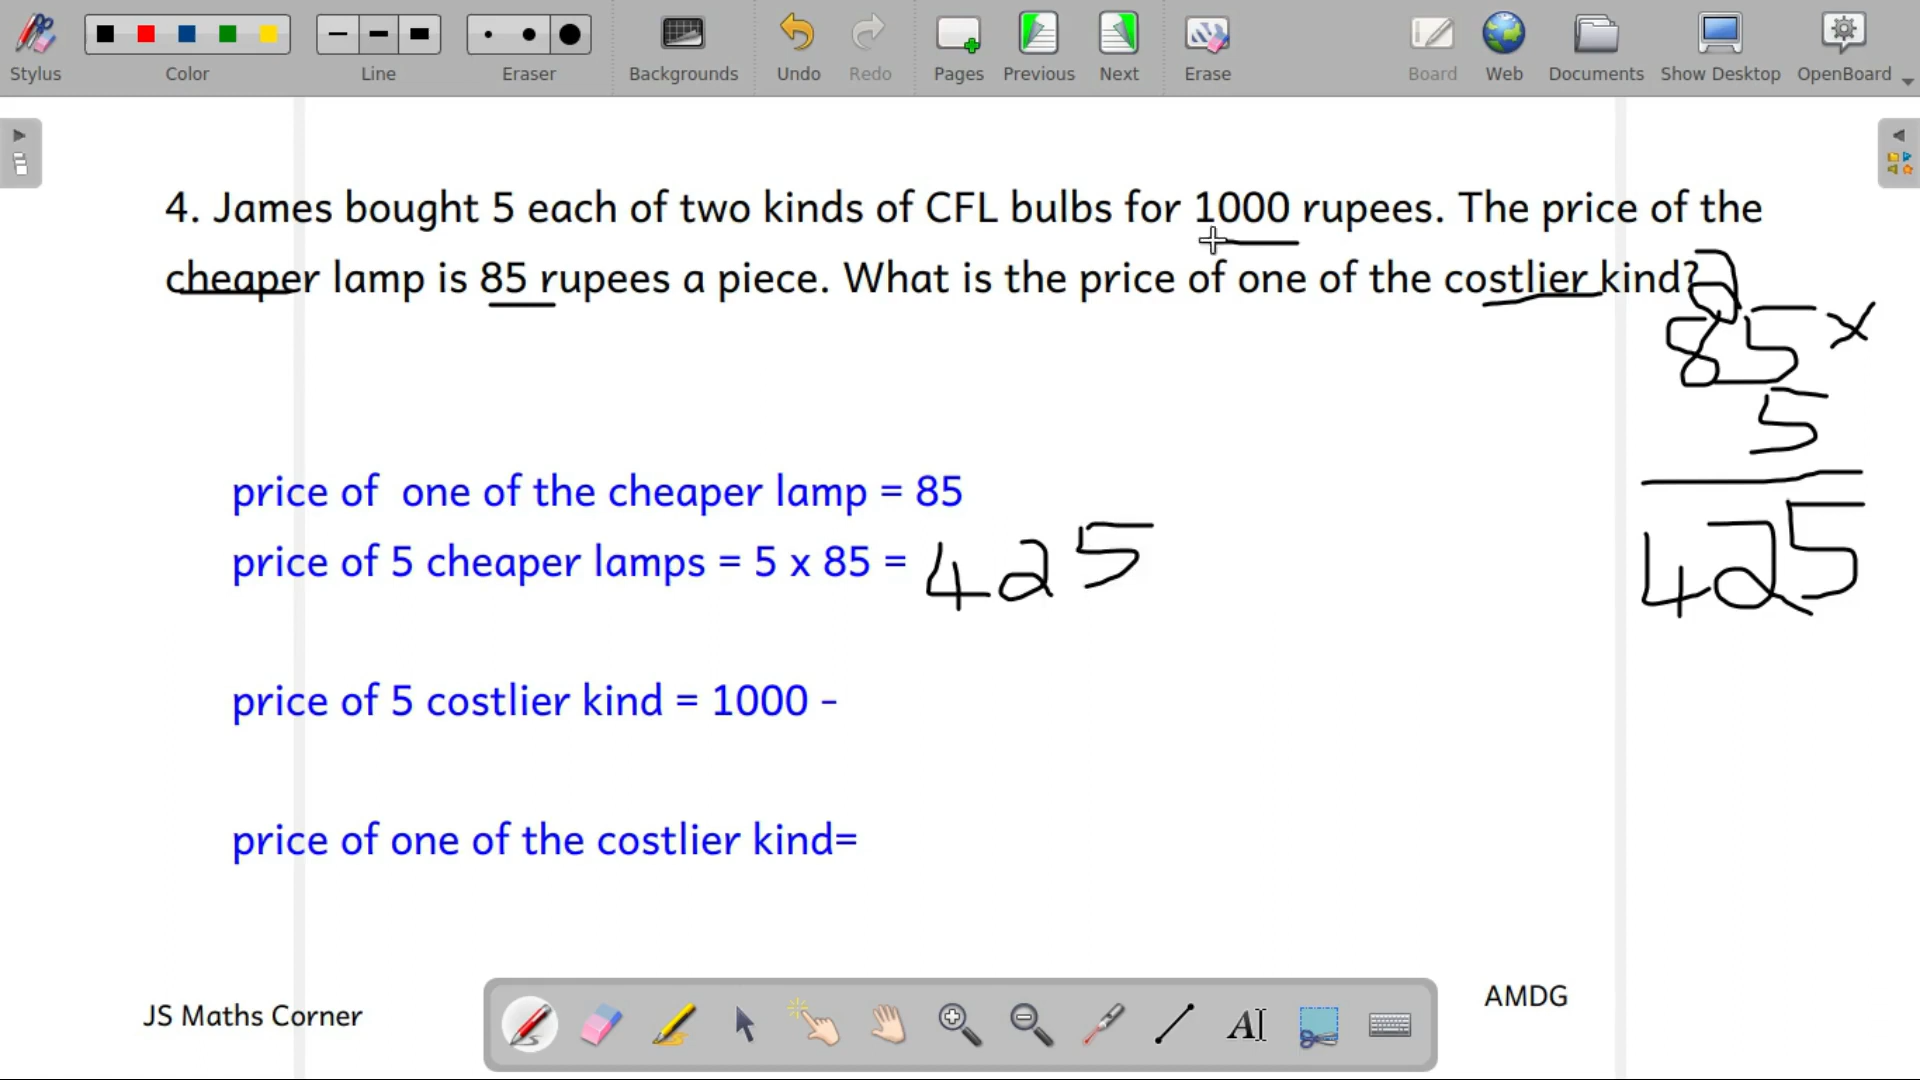 Stylus Color Line Eraser Backgrounds Undo Redo Pages Previous Next Erase Board Web Documents Show Desktop OpenBoard
4. James bought 5 each of two kinds of CFL bulbs for 1000 rupees. The price of the
cheaper lamp is 85 rupees a piece. What is the price of one of the costlier kind?
2
85 x
5
425
price of one of the cheaper lamp = 85
price of 5 cheaper lamps = 5 x 85 = 425
price of 5 costlier kind = 1000 -
price of one of the costlier kind=
JS Maths Corner
AMDG